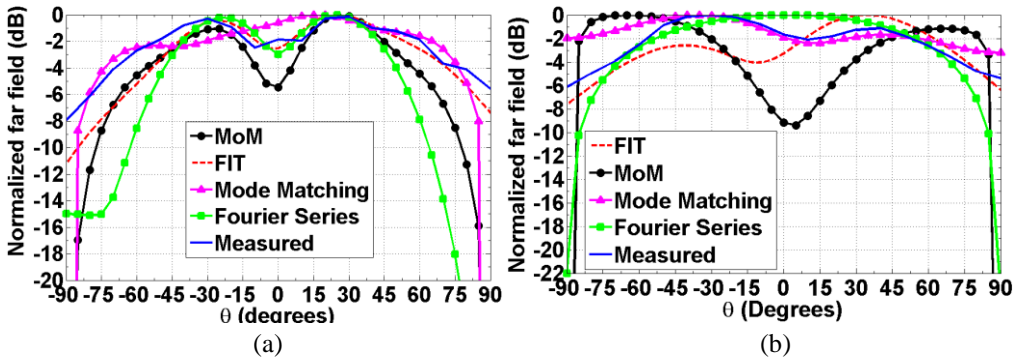 Normalized far field (dB)
0
-2
-4
-6
-8
-10
-12
-14
-16
-18
-20
MoM
FIT
Mode Matching
Fourier Series
Measured
-90 -75 -60 -45 -30 -15 0 15 30 45 60 75 90
θ (degrees)
(a)
Normalized far field (dB)
0
-2
-4
-6
-8
-10
-12
-14
-16
-18
-20
-22
FIT
MoM
Mode Matching
Fourier Series
Measured
-90 -75 -60 -45 -30 -15 0 15 30 45 60 75 90
θ (Degrees)
(b)